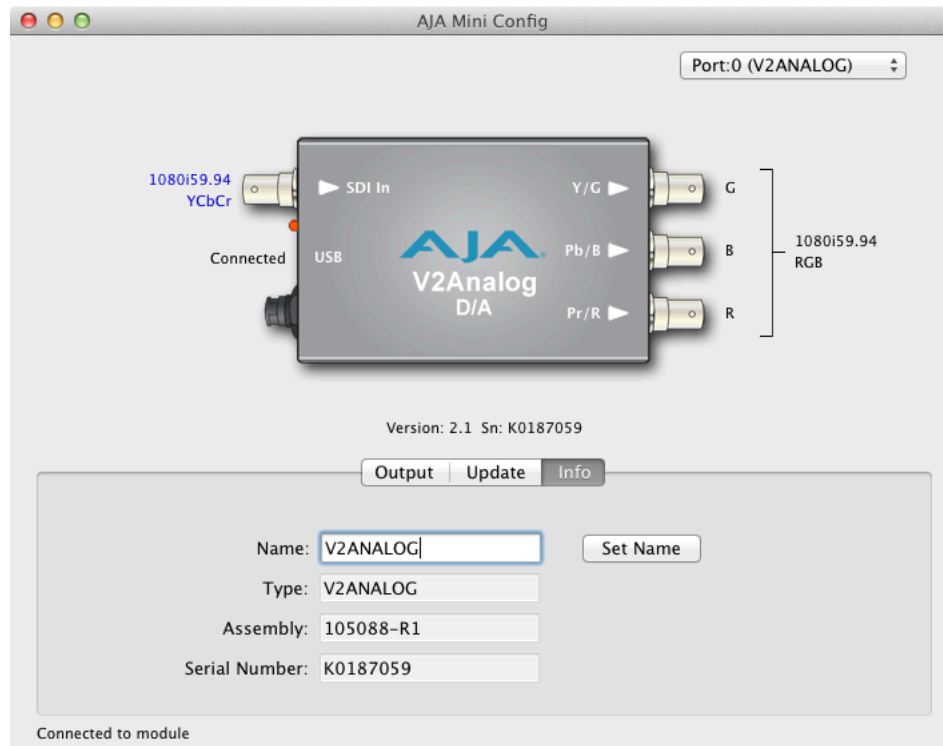 AJA Mini Config
Port:0 (V2ANALOG)
1080i59.94
YCbCr
SDI In
Y/G
G
Connected
USB
AJA
Pb/B
B
1080i59.94
RGB
V2Analog
D/A
Pr/R
R
Version: 2.1 Sn: K0187059
Output Update Info
Name: V2ANALOG Set Name
Type: V2ANALOG
Assembly: 105088-R1
Serial Number: K0187059
Connected to module